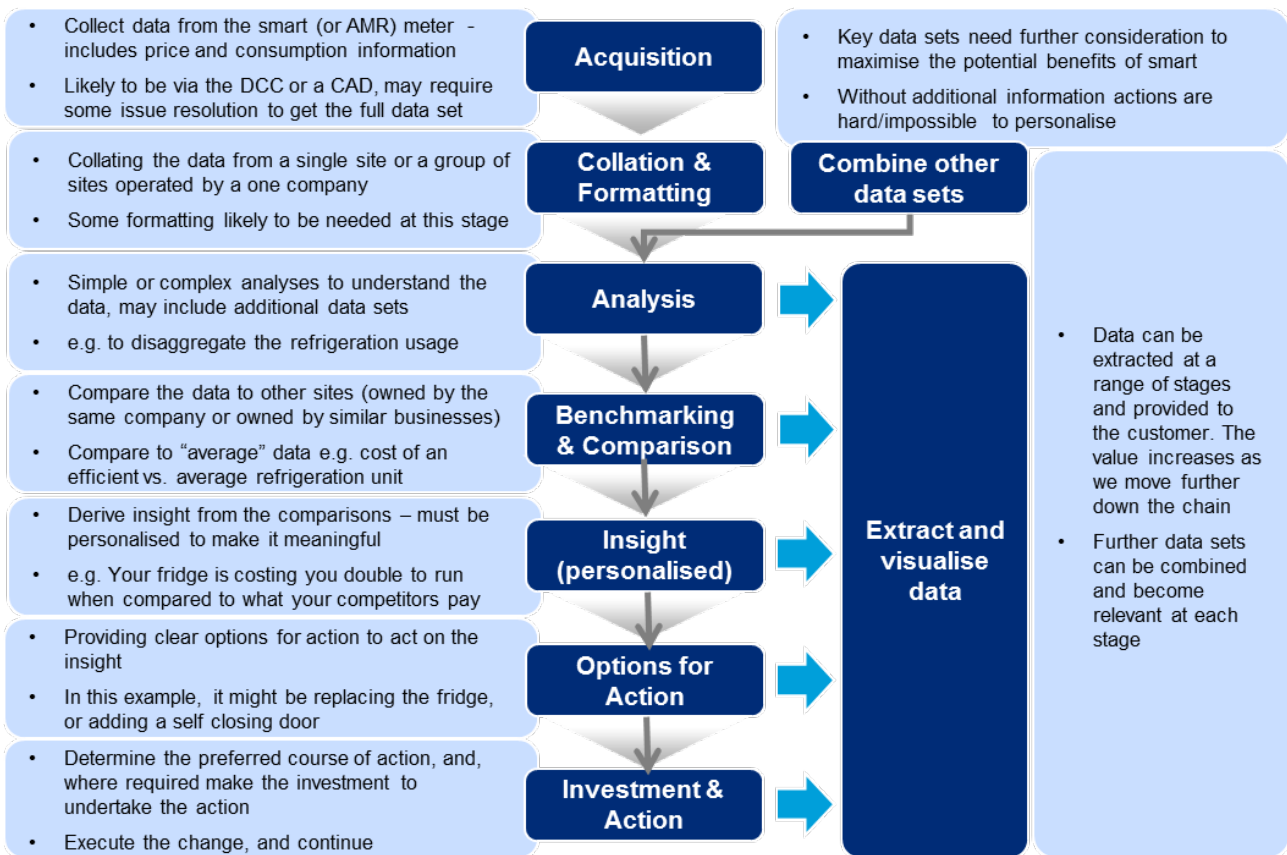 • Collect data from the smart (or AMR) meter -
includes price and consumption information
• Likely to be via the DCC or a CAD, may require
some issue resolution to get the full data set
Acquisition
• Key data sets need further consideration to
maximise the potential benefits of smart
• Without additional information actions are
hard/impossible to personalise
• Collating the data from a single site or a group of
sites operated by a one company
• Some formatting likely to be needed at this stage
Collation &
Formatting
Combine other
data sets
• Simple or complex analyses to understand the
data, may include additional data sets
• e.g. to disaggregate the refrigeration usage
Analysis
• Compare the data to other sites (owned by the
same company or owned by similar businesses)
• Compare to “average” data e.g. cost of an
efficient vs. average refrigeration unit
Benchmarking
& Comparison
• Derive insight from the comparisons – must be
personalised to make it meaningful
• e.g. Your fridge is costing you double to run
when compared to what your competitors pay
Insight
(personalised)
• Providing clear options for action to act on the
insight
• In this example, it might be replacing the fridge,
or adding a self closing door
Options for
Action
• Determine the preferred course of action, and,
where required make the investment to
undertake the action
• Execute the change, and continue
Investment &
Action
Extract and
visualise
data
• Data can be
extracted at a
range of stages
and provided to
the customer. The
value increases as
we move further
down the chain
• Further data sets
can be combined
and become
relevant at each
stage